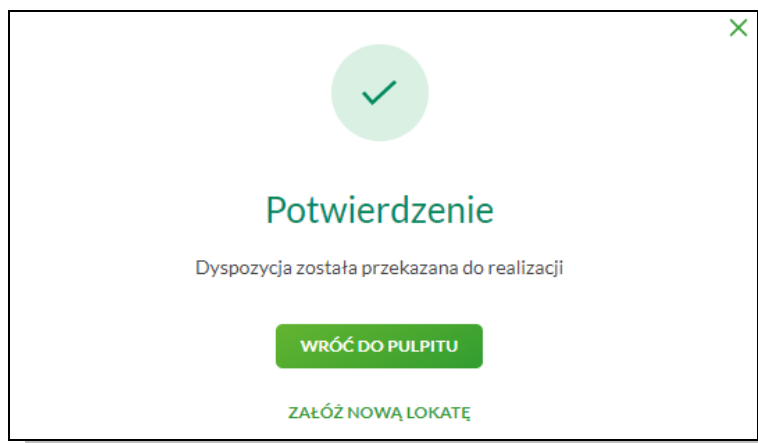 Potwierdzenie
Dyspozycja została przekazana do realizacji
WRÓĆ DO PULPITU
ZAŁÓŻ NOWĄ LOKATĘ